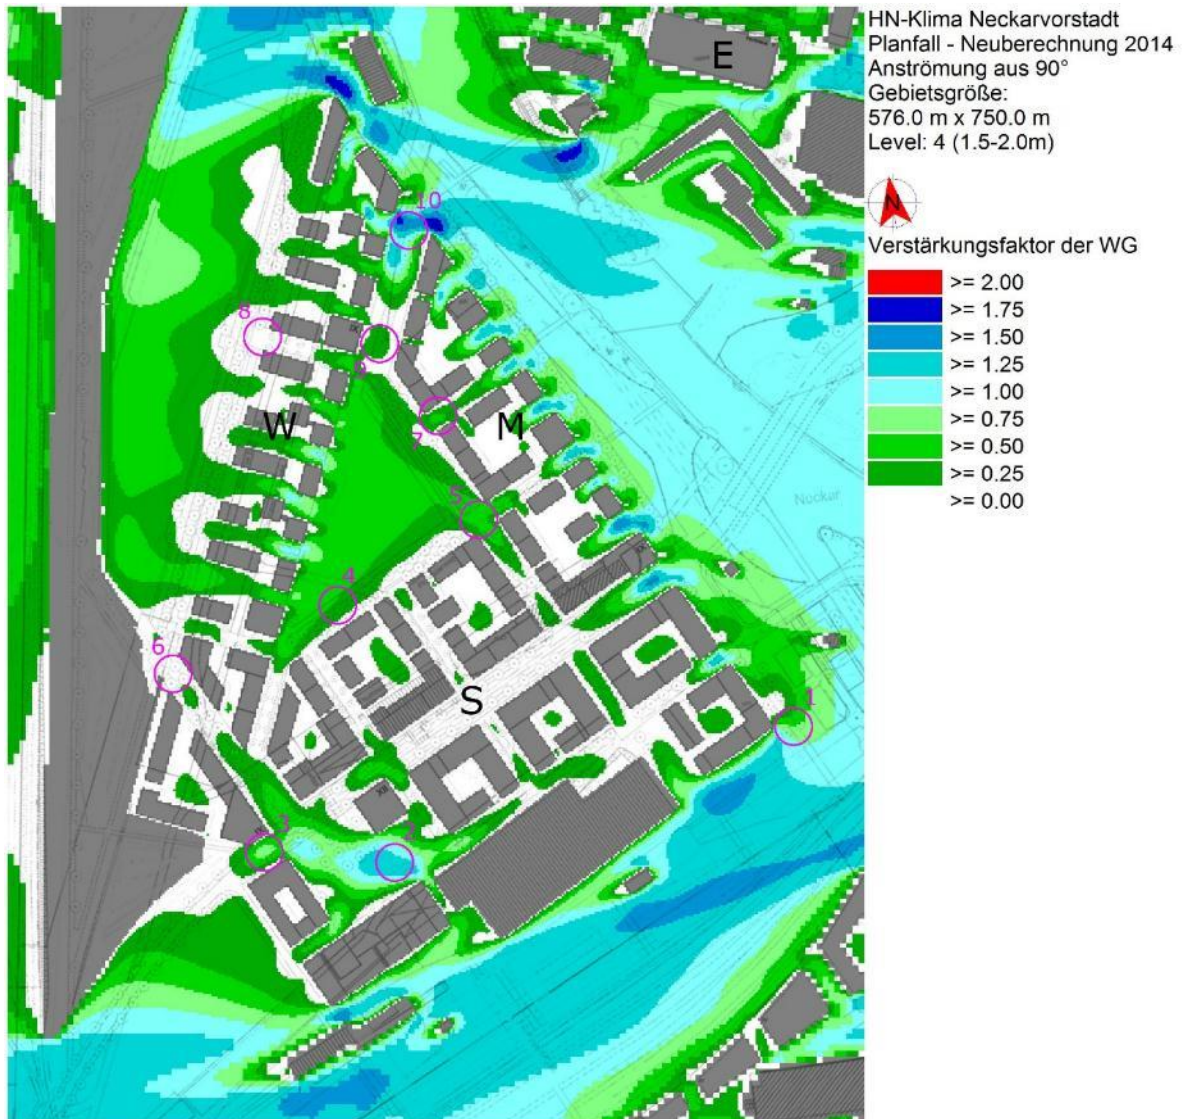 HN-Klima Neckarvorstadt
Planfall - Neuberechnung 2014
Anströmung aus 90°
Gebietsgröße:
576.0 m x 750.0 m
Level: 4 (1.5-2.0m)
N
Verstärkungsfaktor der WG
>= 2.00
>= 1.75
>= 1.50
>= 1.25
>= 1.00
>= 0.75
>= 0.50
>= 0.25
>= 0.00
E
10
8
9
W
7
M
5
Neckar
4
6
S
1
XII
3
2